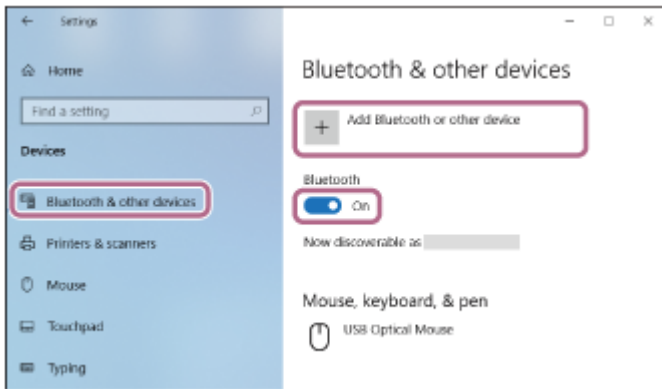 Settings
Home
Find a setting
Devices
Bluetooth & other devices
Printers & scanners
Mouse
Touchpad
Typing
Bluetooth & other devices
Add Bluetooth or other device
Bluetooth
On
Now discoverable as
Mouse, keyboard, & pen
USB Optical Mouse